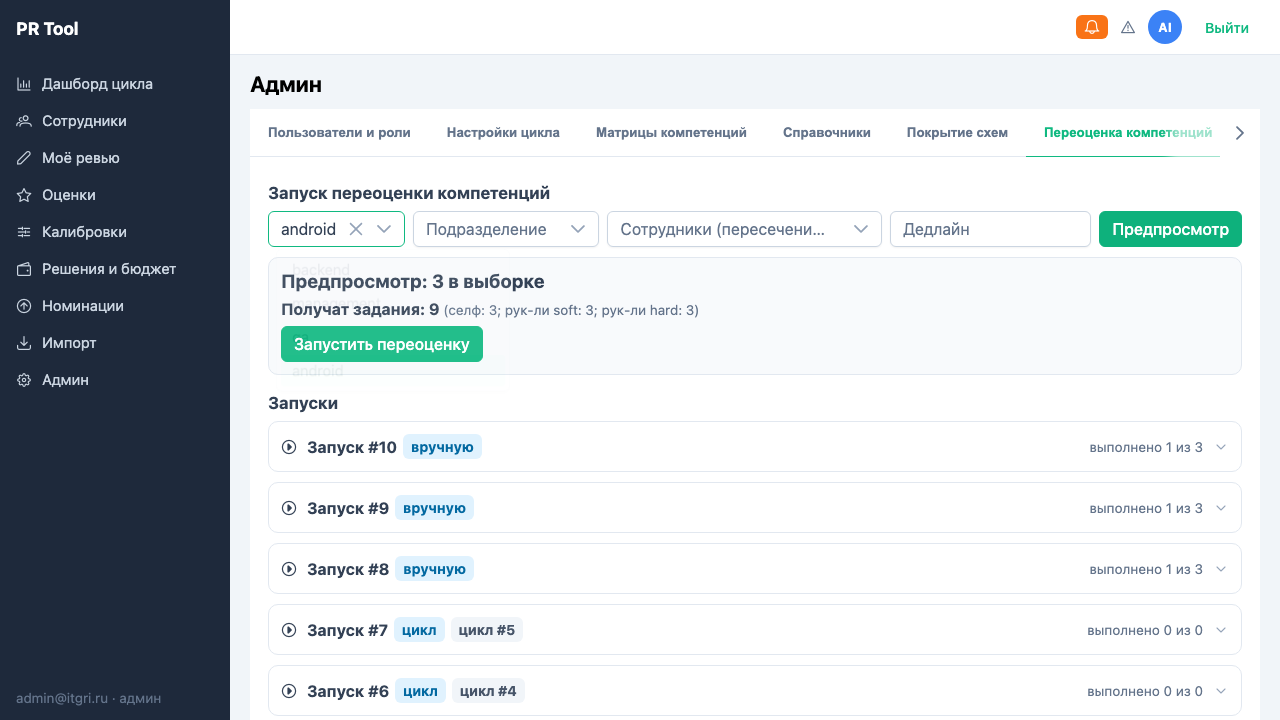 PR Tool
Дашборд цикла
Сотрудники
Моё ревью
Оценки
Калибровки
Решения и бюджет
Номинации
Импорт
Админ
admin@itgri.ru · админ
AI
Выйти
Админ
Пользователи и роли
Настройки цикла
Матрицы компетенций
Справочники
Покрытие схем
Переоценка компетенций
Запуск переоценки компетенций
android
Подразделение
Сотрудники (пересечени...
Дедлайн
Предпросмотр
backend
Предпросмотр: 3 в выборке
management
Получат задания: 9 (селф: 3; рук-ли soft: 3; рук-ли hard: 3)
Запустить переоценку
android
Запуски
Запуск #10 вручную
выполнено 1 из 3
Запуск #9 вручную
выполнено 1 из 3
Запуск #8 вручную
выполнено 1 из 3
Запуск #7 цикл цикл #5
выполнено 0 из 0
Запуск #6 цикл цикл #4
выполнено 0 из 0